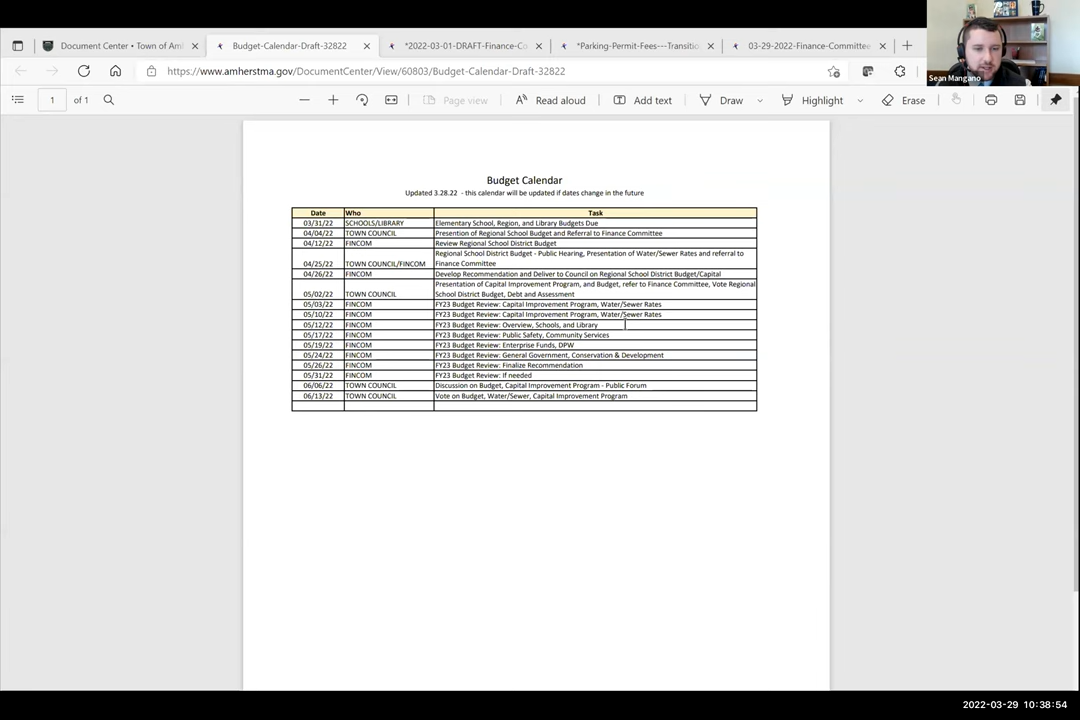 Document Center • Town of Aml
Budget-Calendar-Draft-32822
*2022-03-01-DRAFT-Finance-Co
*Parking-Permit-Fees---Transitio
03-29-2022-Finance-Committee
https://www.amherstma.gov/DocumentCenter/View/60803/Budget-Calendar-Draft-32822
Sean Mangano
1 of 1
Page view
Read aloud
Add text
Draw
Highlight
Erase
Budget Calendar
Updated 3.28.22 - this calendar will be updated if dates change in the future
Date Who Task
03/31/22 SCHOOLS/LIBRARY Elementary School, Region, and Library Budgets Due
04/04/22 TOWN COUNCIL Presention of Regional School Budget and Referral to Finance Committee
04/12/22 FINCOM Review Regional School District Budget
Regional School District Budget - Public Hearing, Presentation of Water/Sewer Rates and referral to
04/25/22 TOWN COUNCIL/FINCOM Finance Committee
04/26/22 FINCOM Develop Recommendation and Deliver to Council on Regional School District Budget/Capital
Presentation of Capital Improvement Program, and Budget, refer to Finance Committee, Vote Regional
05/02/22 TOWN COUNCIL School District Budget, Debt and Assessment
05/03/22 FINCOM FY23 Budget Review: Capital Improvement Program, Water/Sewer Rates
05/10/22 FINCOM FY23 Budget Review: Capital Improvement Program, Water/Sewer Rates
05/12/22 FINCOM FY23 Budget Review: Overview, Schools, and Library
05/17/22 FINCOM FY23 Budget Review: Public Safety, Community Services
05/19/22 FINCOM FY23 Budget Review: Enterprise Funds, DPW
05/24/22 FINCOM FY23 Budget Review: General Government, Conservation & Development
05/26/22 FINCOM FY23 Budget Review: Finalize Recommendation
05/31/22 FINCOM FY23 Budget Review: If needed
06/06/22 TOWN COUNCIL Discussion on Budget, Capital Improvement Program - Public Forum
06/13/22 TOWN COUNCIL Vote on Budget, Water/Sewer, Capital Improvement Program
2022-03-29 10:38:54